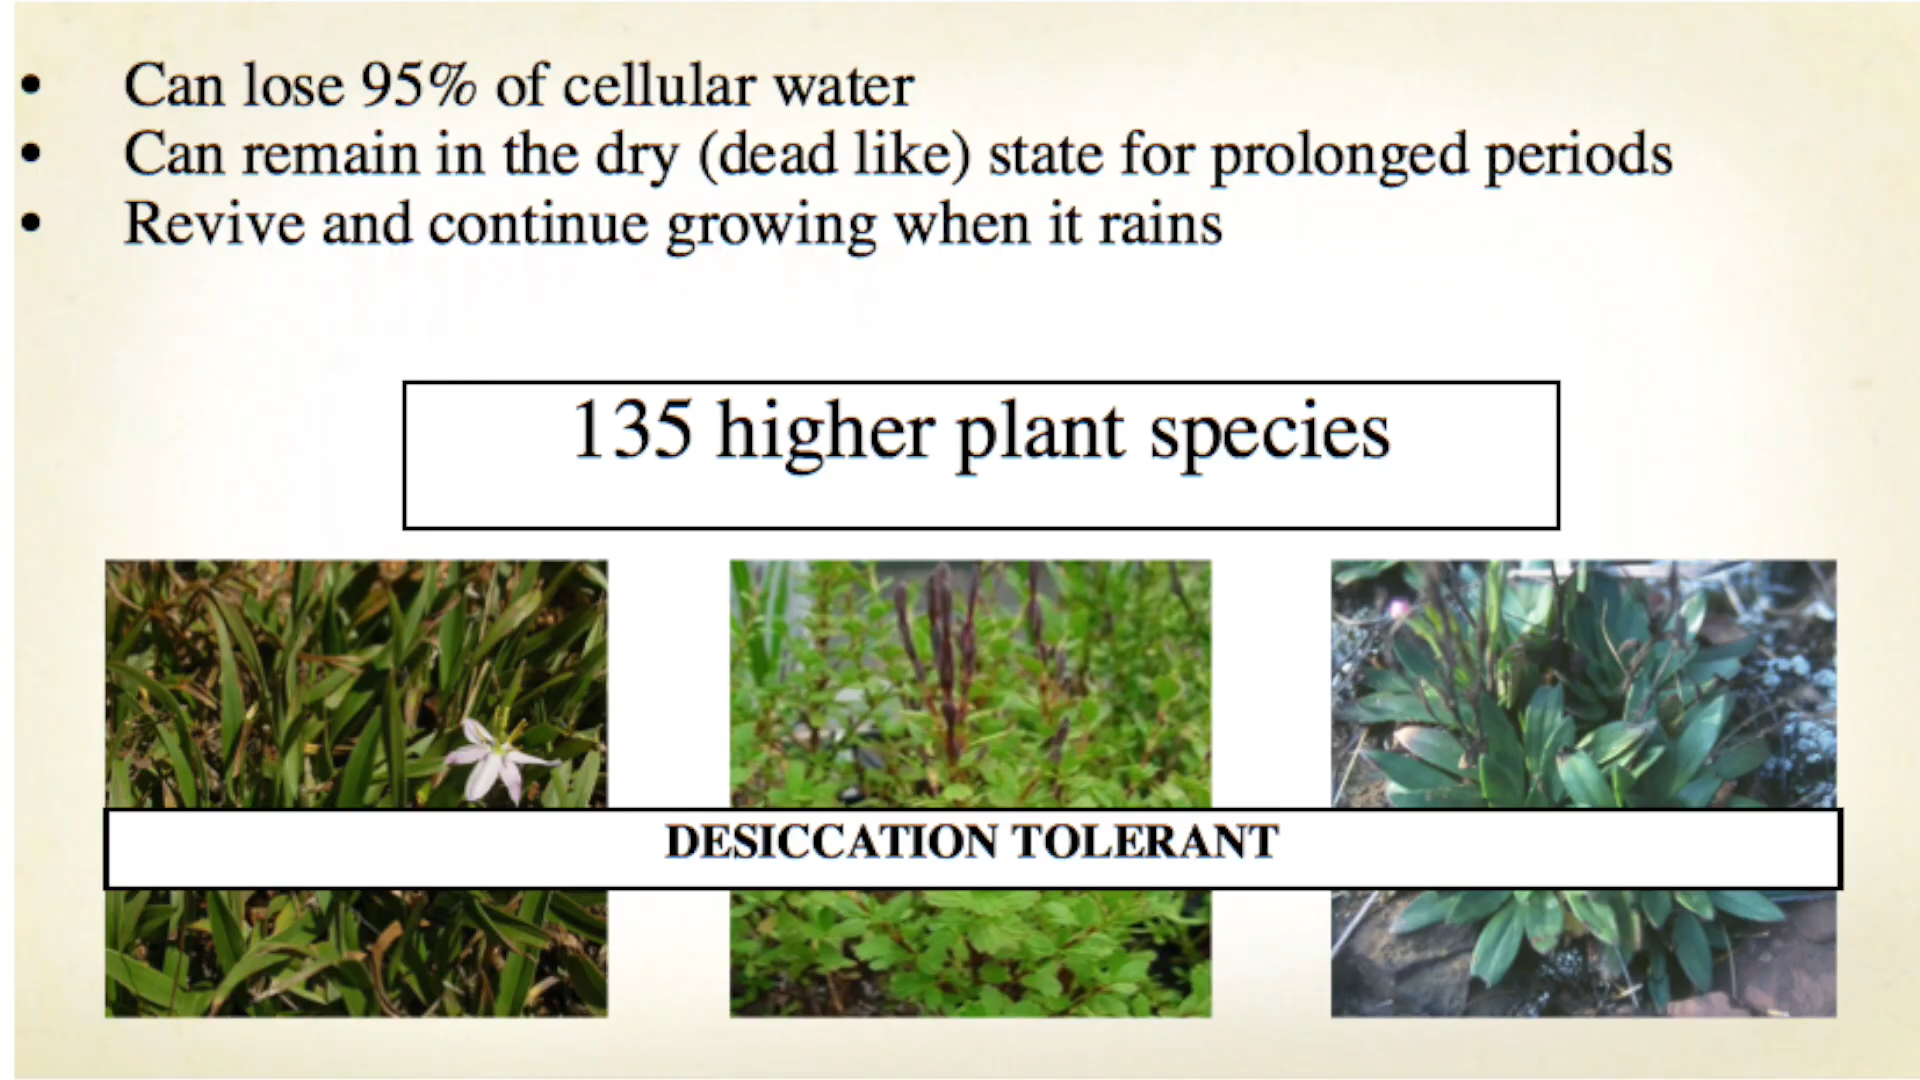 • Can lose 95% of cellular water
• Can remain in the dry (dead like) state for prolonged periods
• Revive and continue growing when it rains
135 higher plant species
DESICCATION TOLERANT